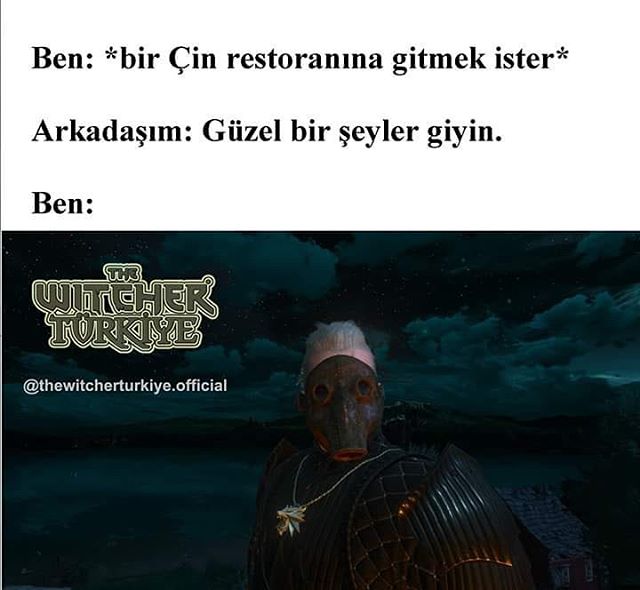 Ben: *bir Çin restoranına gitmek ister*
Arkadaşım: Güzel bir şeyler giyin.
Ben:
THE
WITCHER
TÜRKİYE
@thewitcherturkiye.official